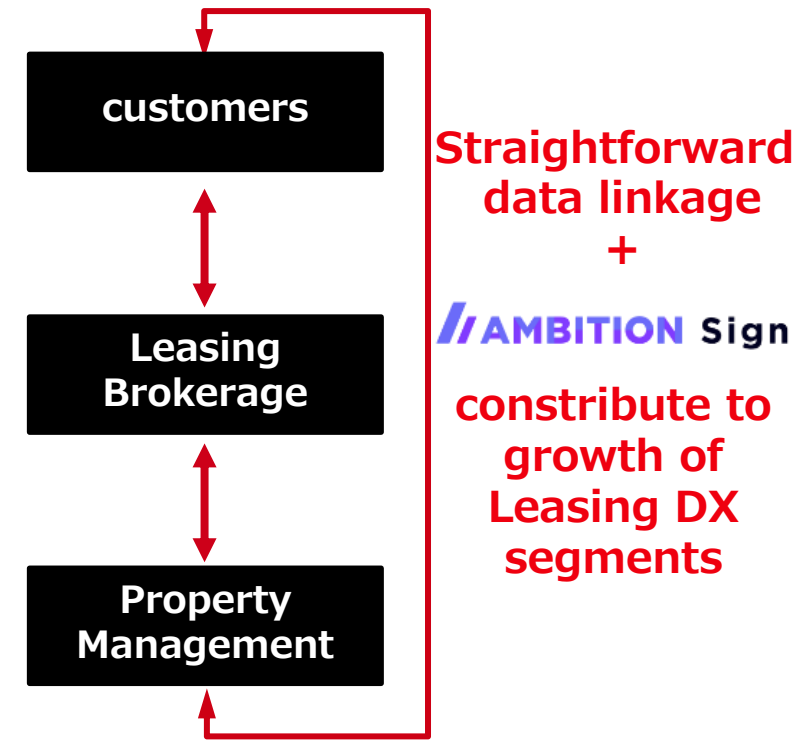 customers
Leasing
Brokerage
Property
Management
Straightforward
data linkage
+
AMBITION Sign
constribute to
growth of
Leasing DX
segments